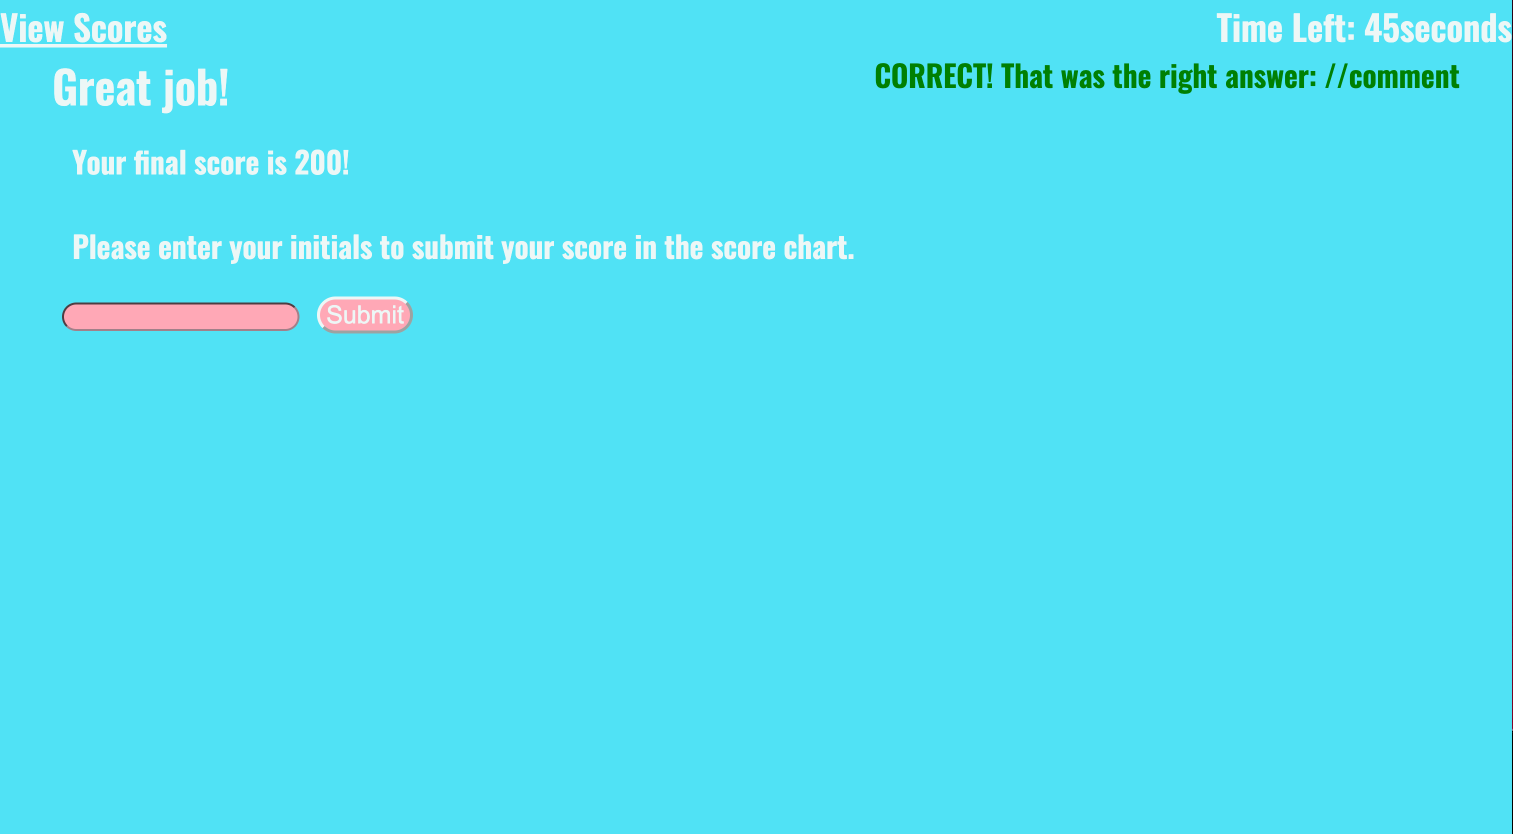 View Scores
Time Left: 45seconds
Great job!
CORRECT! That was the right answer: //comment
Your final score is 200!
Please enter your initials to submit your score in the score chart.
Submit